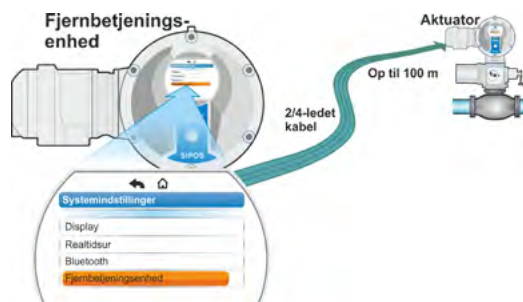 Fjernbetjenings-
enhed
Aktuator
Op til 100 m
2/4-ledet
kabel
SIPOS
Systemindstillinger
Display
Realtidsur
Bluetooth
Fjernbetjeningsenhed